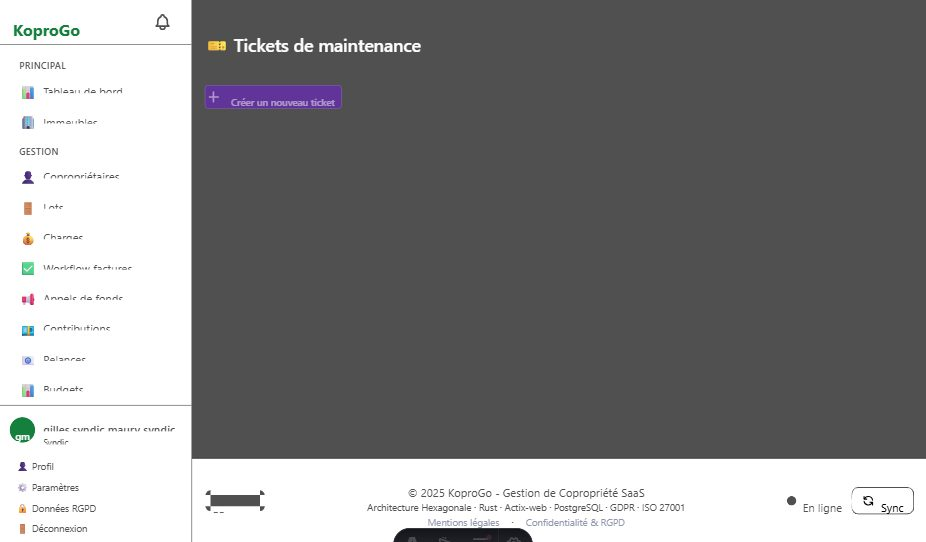 KoproGo
PRINCIPAL
Tableau de bord
Immeubles
GESTION
Copropriétaires
Lots
Charges
Workflow factures
Appels de fonds
Contributions
Relances
Budgets
gm
gilles syndic maury syndic
Syndic
Profil
Paramètres
Données RGPD
Déconnexion
Tickets de maintenance
Créer un nouveau ticket
© 2025 KoproGo - Gestion de Copropriété SaaS
Architecture Hexagonale · Rust · Actix-web · PostgreSQL · GDPR · ISO 27001
Mentions légales · Confidentialité & RGPD
En ligne
Sync